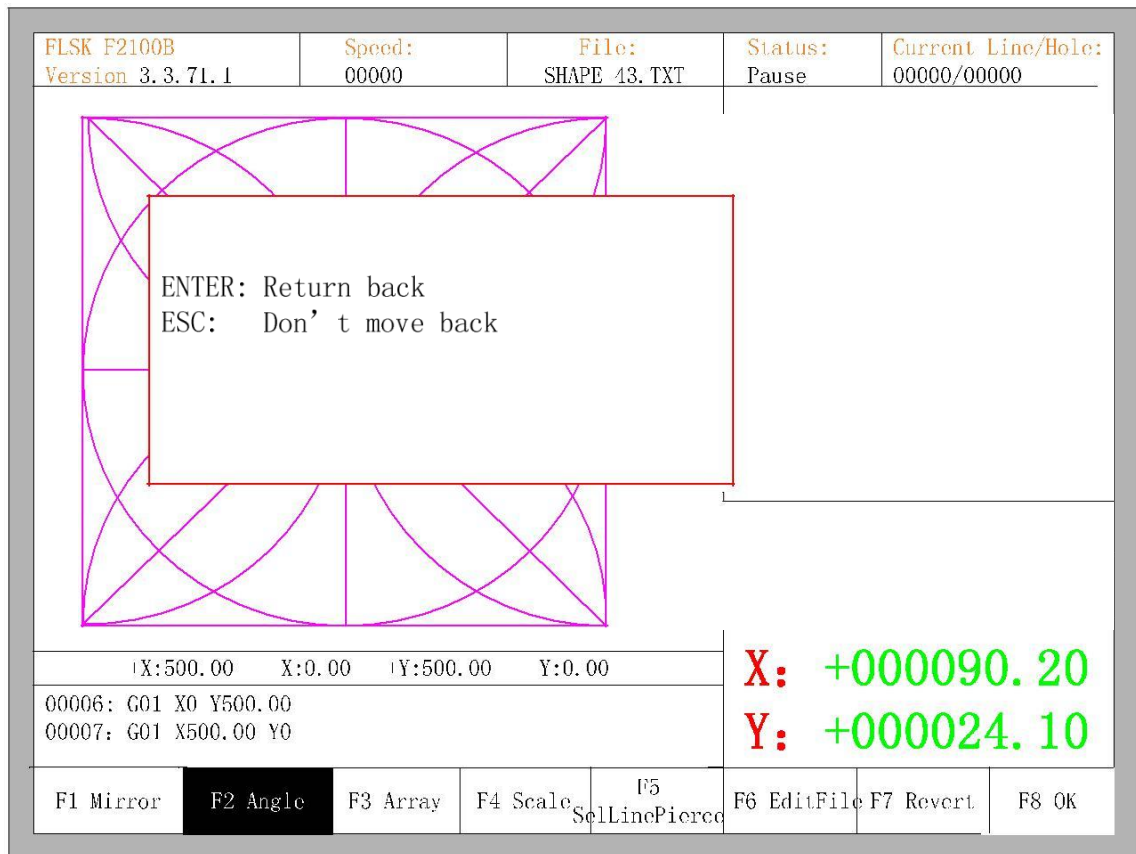 FLSK F2100B
Version 3.3.71.1
Speed:
00000
File:
SHAPE 43.TXT
Status:
Pause
Current Line/Hole:
00000/00000
ENTER: Return back
ESC: Don't move back
+X:500.00 X:0.00 +Y:500.00 Y:0.00
00006: G01 X0 Y500.00
00007: G01 X500.00 Y0
X: +000090.20
Y: +000024.10
F1 Mirror
F2 Angle
F3 Array
F4 Scale
F5
SelLinePierce
F6 EditFile
F7 Revert
F8 OK